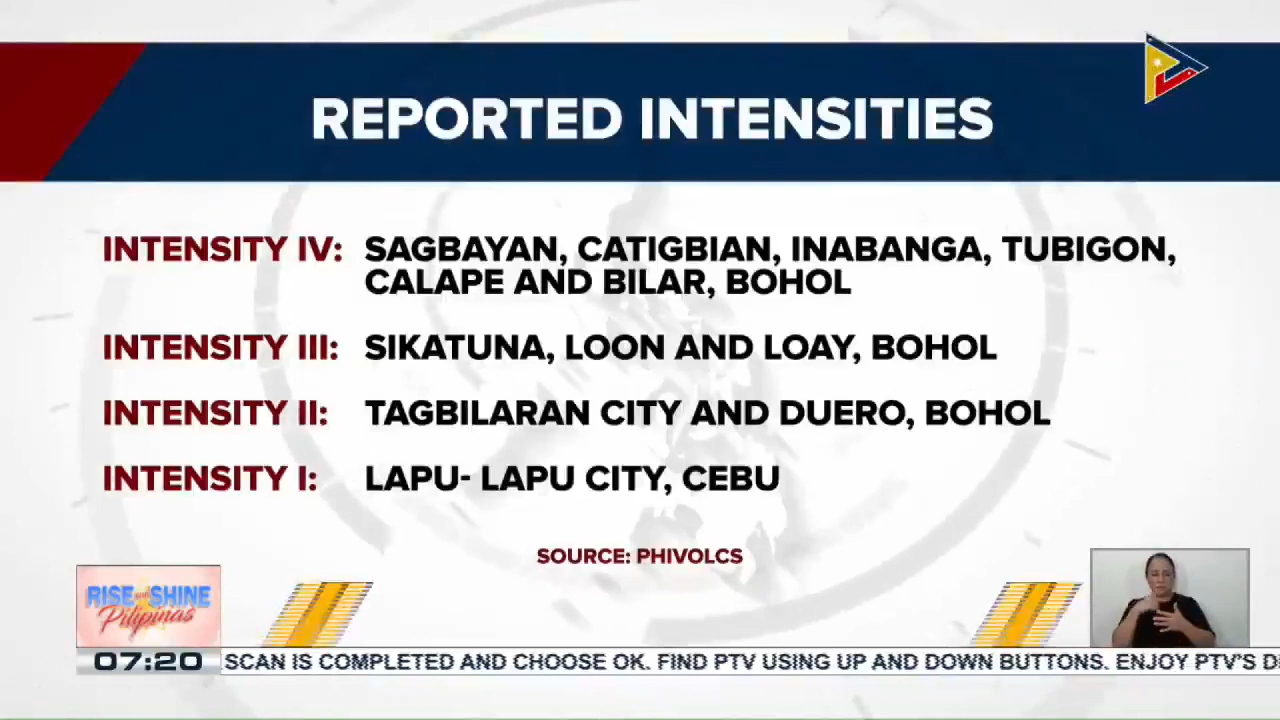 REPORTED INTENSITIES
INTENSITY IV: SAGBAYAN, CATIGBIAN, INABANGA, TUBIGON,
CALAPE AND BILAR, BOHOL
INTENSITY III: SIKATUNA, LOON AND LOAY, BOHOL
INTENSITY II: TAGBILARAN CITY AND DUERO, BOHOL
INTENSITY I: LAPU- LAPU CITY, CEBU
SOURCE: PHIVOLCS
RISE and SHINE
Pilipinas
07:20 SCAN IS COMPLETED AND CHOOSE OK. FIND PTV USING UP AND DOWN BUTTONS. ENJOY PTV'S